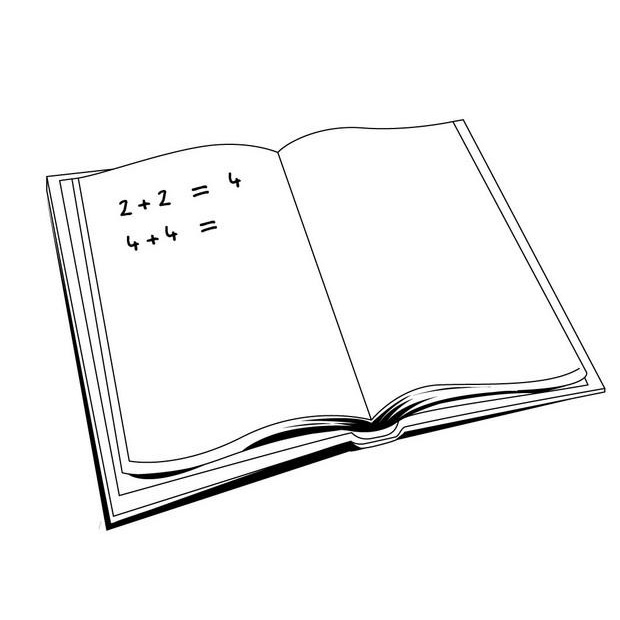 2 + 2 = 4
4 + 4 =